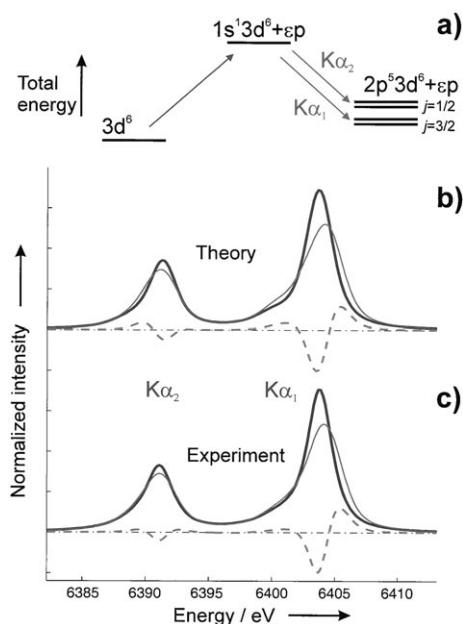 a)
1s¹3d⁶+εp
Kα₂
2p⁵3d⁶+εp
Total
energy
j=1/2
Kα₁
j=3/2
3d⁶
b)
Theory
Normalized intensity
Kα₂
Kα₁
c)
Experiment
6385 6390 6395 6400 6405 6410
Energy / eV